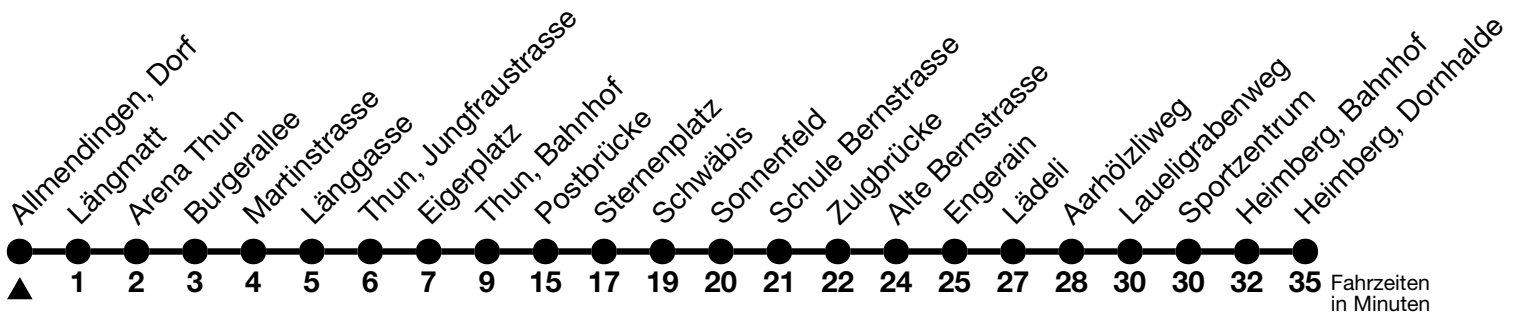 Allmendingen, Dorf
Längmatt
Arena Thun
Burgerallee
Martinstrasse
Länggasse
Thun, Jungfraustrasse
Eigerplatz
Thun, Bahnhof
Postbrücke
Sternenplatz
Schwäbis
Sonnenfeld
Schule Bernstrasse
Zulgbrücke
Alte Bernstrasse
Engerain
Lädeli
Aarhölzliweg
Laueligrabenweg
Sportzentrum
Heimberg, Bahnhof
Heimberg, Dornhalde
1 2 3 4 5 6 7 9 15 17 19 20 21 22 24 25 27 28 30 30 32 35
Fahrzeiten
in Minuten